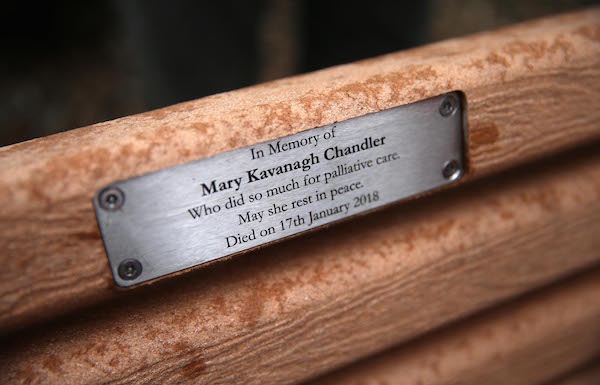 In Memory of
Mary Kavanagh Chandler
Who did so much for palliative care.
May she rest in peace.
Died on 17th January 2018